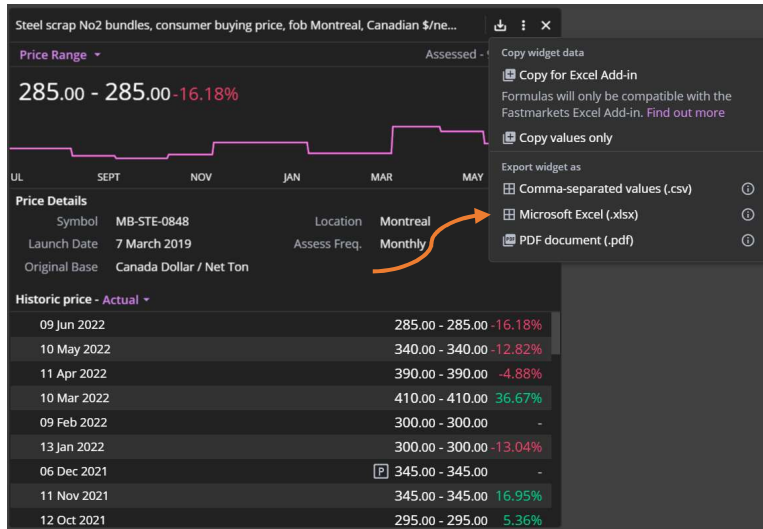 Steel scrap No2 bundles, consumer buying price, fob Montreal, Canadian $/ne...
Price Range
Assessed -
285.00 - 285.00 -16.18%
UL SEPT NOV JAN MAR MAY
Price Details
Symbol MB-STE-0848 Location Montreal
Launch Date 7 March 2019 Assess Freq. Monthly
Original Base Canada Dollar / Net Ton
Historic price - Actual
09 Jun 2022 285.00 - 285.00 -16.18%
10 May 2022 340.00 - 340.00 -12.82%
11 Apr 2022 390.00 - 390.00 -4.88%
10 Mar 2022 410.00 - 410.00 36.67%
09 Feb 2022 300.00 - 300.00 -
13 Jan 2022 300.00 - 300.00 -13.04%
06 Dec 2021 P 345.00 - 345.00 -
11 Nov 2021 345.00 - 345.00 16.95%
12 Oct 2021 295.00 - 295.00 5.36%
Copy widget data
Copy for Excel Add-in
Formulas will only be compatible with the
Fastmarkets Excel Add-in. Find out more
Copy values only
Export widget as
Comma-separated values (.csv)
Microsoft Excel (.xlsx)
PDF document (.pdf)